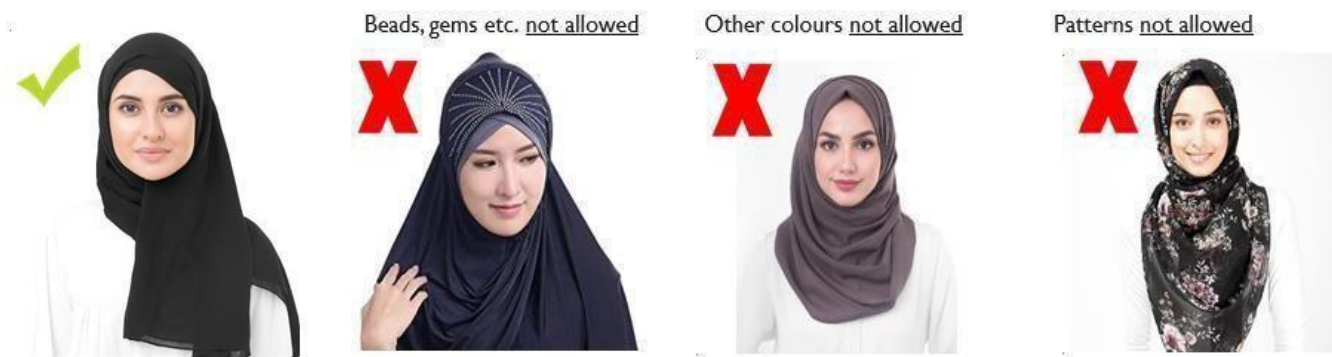 Beads, gems etc. not allowed
Other colours not allowed
Patterns not allowed